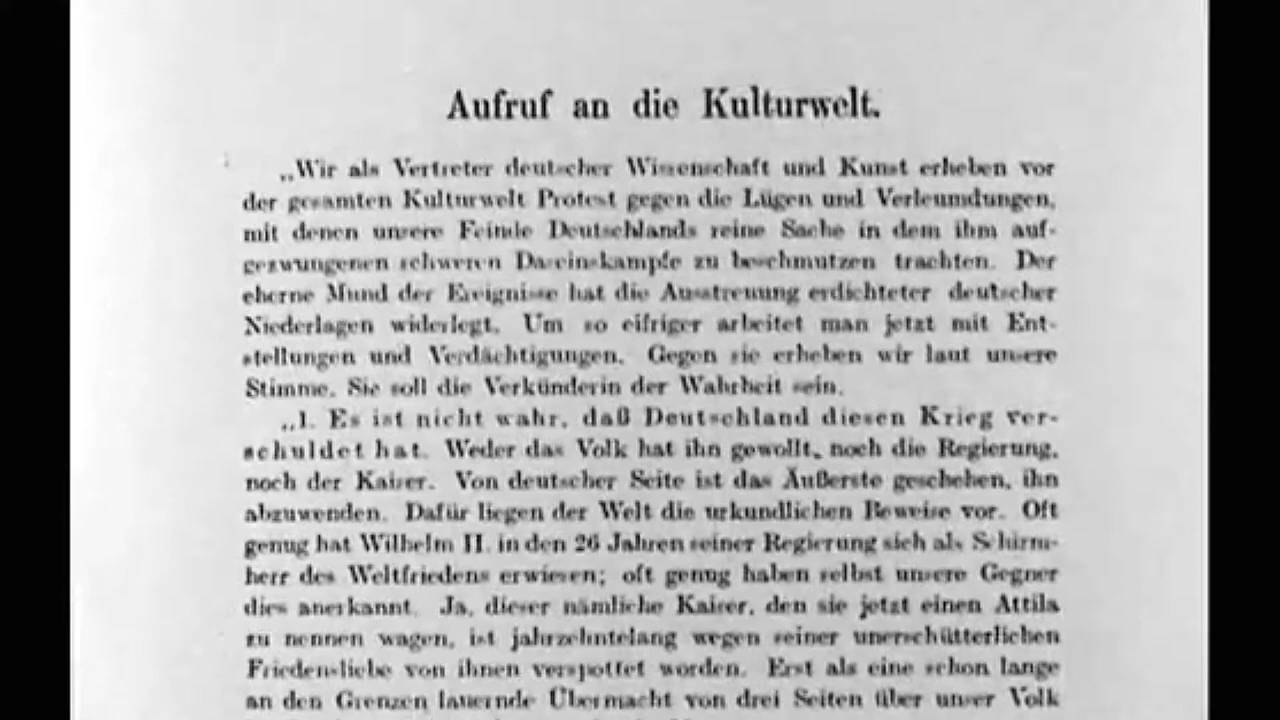 Aufruf an die Kulturwelt.
„Wir als Vertreter deutscher Wissenschaft und Kunst erheben vor
der gesamten Kulturwelt Protest gegen die Lügen und Verleumdungen,
mit denen unsere Feinde Deutschlands reine Sache in dem ihm auf-
gezwungenen schweren Daseinskampfe zu beschmutzen trachten. Der
eherne Mund der Ereignisse hat die Ausstreuung erdichteter deutscher
Niederlagen widerlegt. Um so eifriger arbeitet man jetzt mit Ent-
stellungen und Verdächtigungen. Gegen sie erheben wir laut unsere
Stimme. Sie soll die Verkünderin der Wahrheit sein.
„1. Es ist nicht wahr, daß Deutschland diesen Krieg ver-
schuldet hat. Weder das Volk hat ihn gewollt, noch die Regierung,
noch der Kaiser. Von deutscher Seite ist das Äußerste geschehen, ihn
abzuwenden. Dafür liegen der Welt die urkundlichen Beweise vor. Oft
genug hat Wilhelm II. in den 26 Jahren seiner Regierung sich als Schirm-
herr des Weltfriedens erwiesen; oft genug haben selbst unsere Gegner
dies anerkannt. Ja, dieser nämliche Kaiser, den sie jetzt einen Attila
zu nennen wagen, ist jahrzehntelang wegen seiner unerschütterlichen
Friedensliebe von ihnen verspottet worden. Erst als eine schon lange
an den Grenzen lauernde Übermacht von drei Seiten über unser Volk